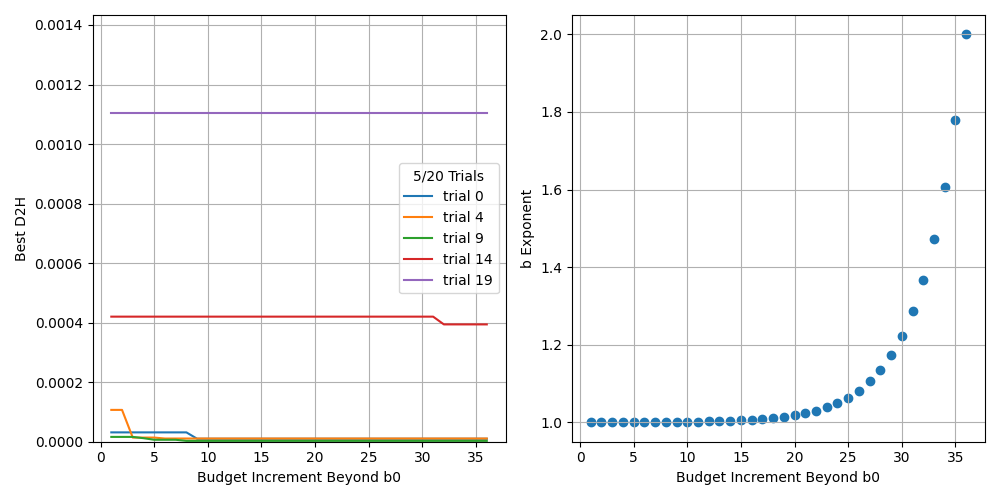 0.0014
0.0012
0.0010
0.0008
0.0006
0.0004
0.0002
0.0000
Best D2H
0 5 10 15 20 25 30 35
Budget Increment Beyond b0
5/20 Trials
trial 0
trial 4
trial 9
trial 14
trial 19
2.0
1.8
1.6
1.4
1.2
1.0
b Exponent
0 5 10 15 20 25 30 35
Budget Increment Beyond b0